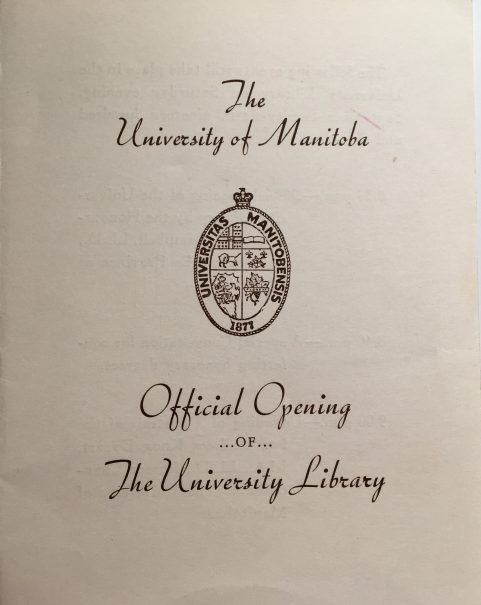 The
University of Manitoba
UNIVERSITAS MANITOBENSIS
1877
Official Opening
...OF...
The University Library